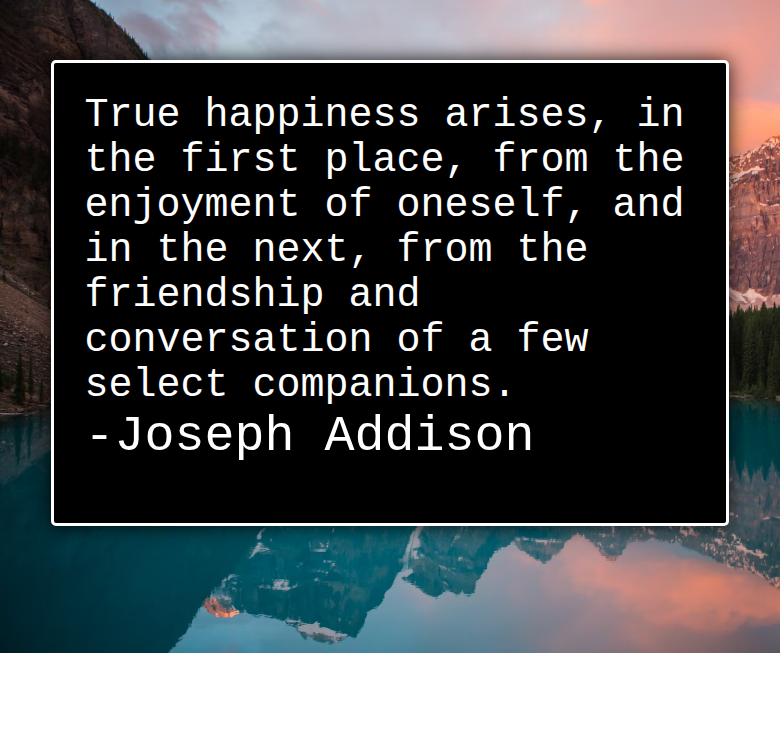 True happiness arises, in
the first place, from the
enjoyment of oneself, and
in the next, from the
friendship and
conversation of a few
select companions.
-Joseph Addison